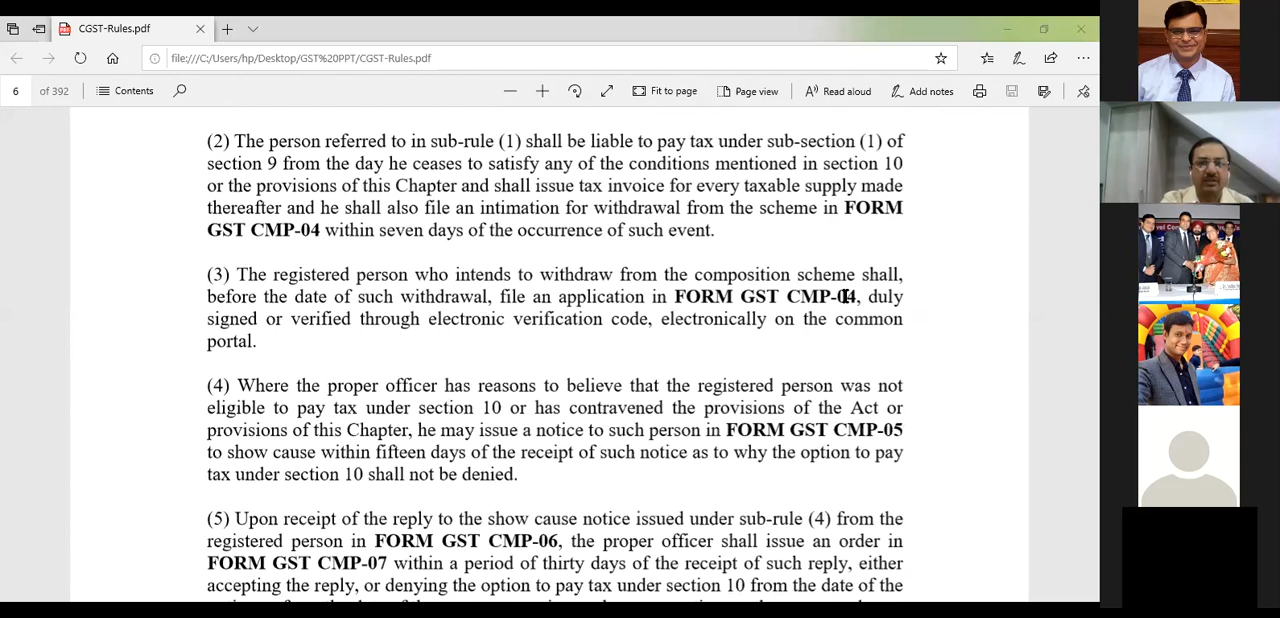 CGST-Rules.pdf
file:///C:/Users/hp/Desktop/GST%20PPT/CGST-Rules.pdf
6 of 392 Contents Fit to page Page view Read aloud Add notes
(2) The person referred to in sub-rule (1) shall be liable to pay tax under sub-section (1) of
section 9 from the day he ceases to satisfy any of the conditions mentioned in section 10
or the provisions of this Chapter and shall issue tax invoice for every taxable supply made
thereafter and he shall also file an intimation for withdrawal from the scheme in FORM
GST CMP-04 within seven days of the occurrence of such event.
(3) The registered person who intends to withdraw from the composition scheme shall,
before the date of such withdrawal, file an application in FORM GST CMP-04, duly
signed or verified through electronic verification code, electronically on the common
portal.
(4) Where the proper officer has reasons to believe that the registered person was not
eligible to pay tax under section 10 or has contravened the provisions of the Act or
provisions of this Chapter, he may issue a notice to such person in FORM GST CMP-05
to show cause within fifteen days of the receipt of such notice as to why the option to pay
tax under section 10 shall not be denied.
(5) Upon receipt of the reply to the show cause notice issued under sub-rule (4) from the
registered person in FORM GST CMP-06, the proper officer shall issue an order in
FORM GST CMP-07 within a period of thirty days of the receipt of such reply, either
accepting the reply, or denying the option to pay tax under section 10 from the date of the